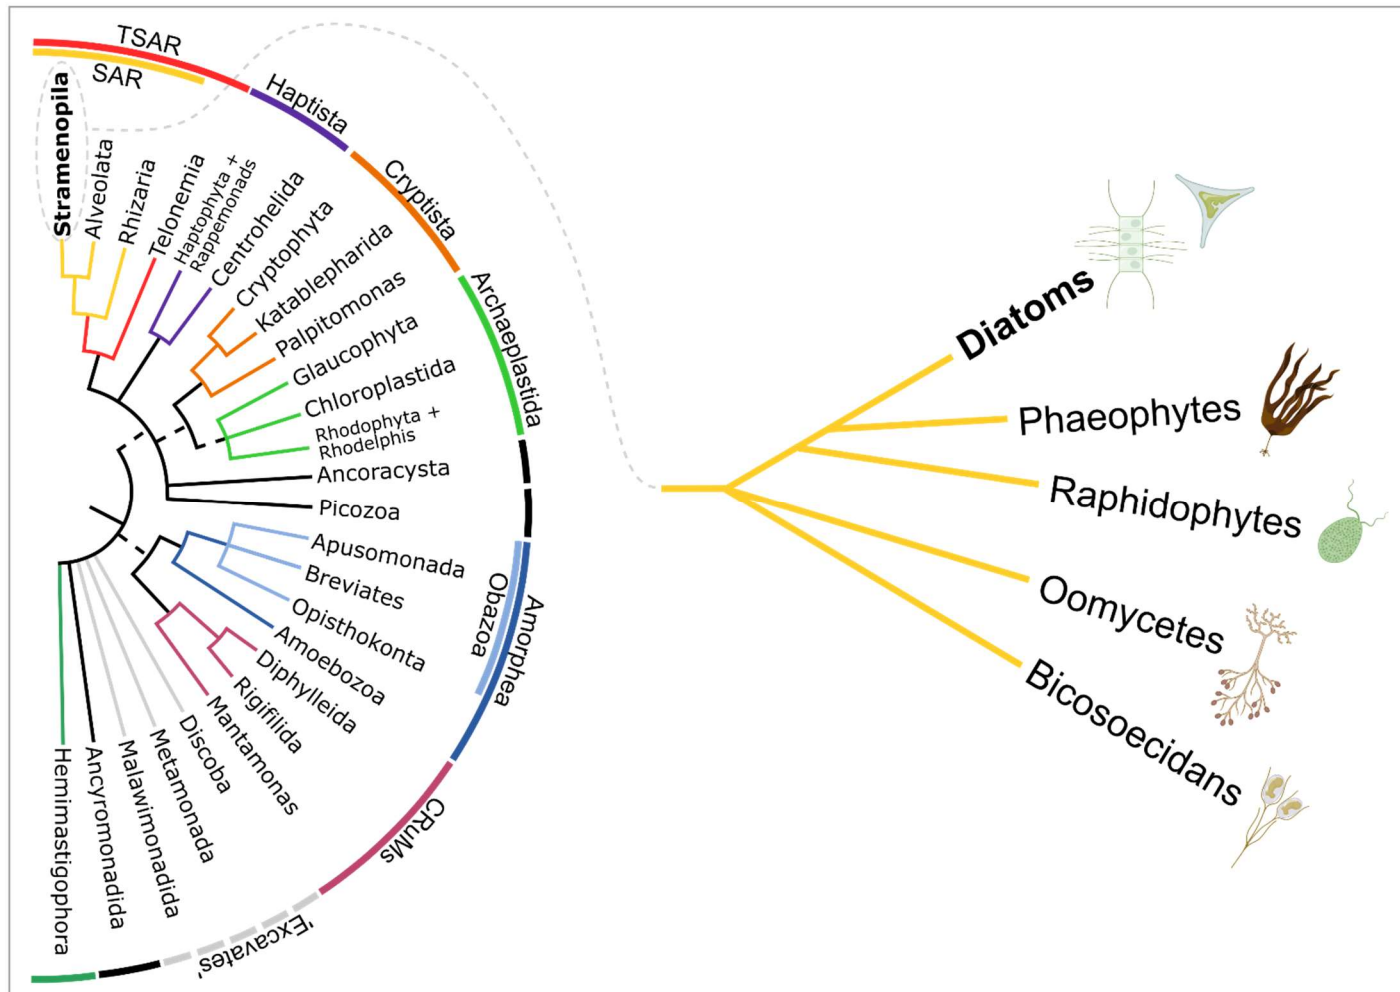 TSAR
SAR
Haptista
Cryptista
Archaeplastida
Amorphea
Obazoa
CRuMs
'Excavates'
Stramenopila
Alveolata
Rhizaria
Telonemia
Haptophyta +
Rappemonads
Centrohelida
Cryptophyta
Katablepharida
Palpitomonas
Glaucophyta
Chloroplastida
Rhodophyta +
Rhodelphis
Ancoracysta
Picozoa
Apusomonada
Breviates
Opisthokonta
Amoebozoa
Diphylleida
Rigifilida
Mantamonas
Discoba
Metamonada
Malawimonadida
Ancyromonadida
Hemimastigophora
Diatoms
Phaeophytes
Raphidophytes
Oomycetes
Bicosoecidans